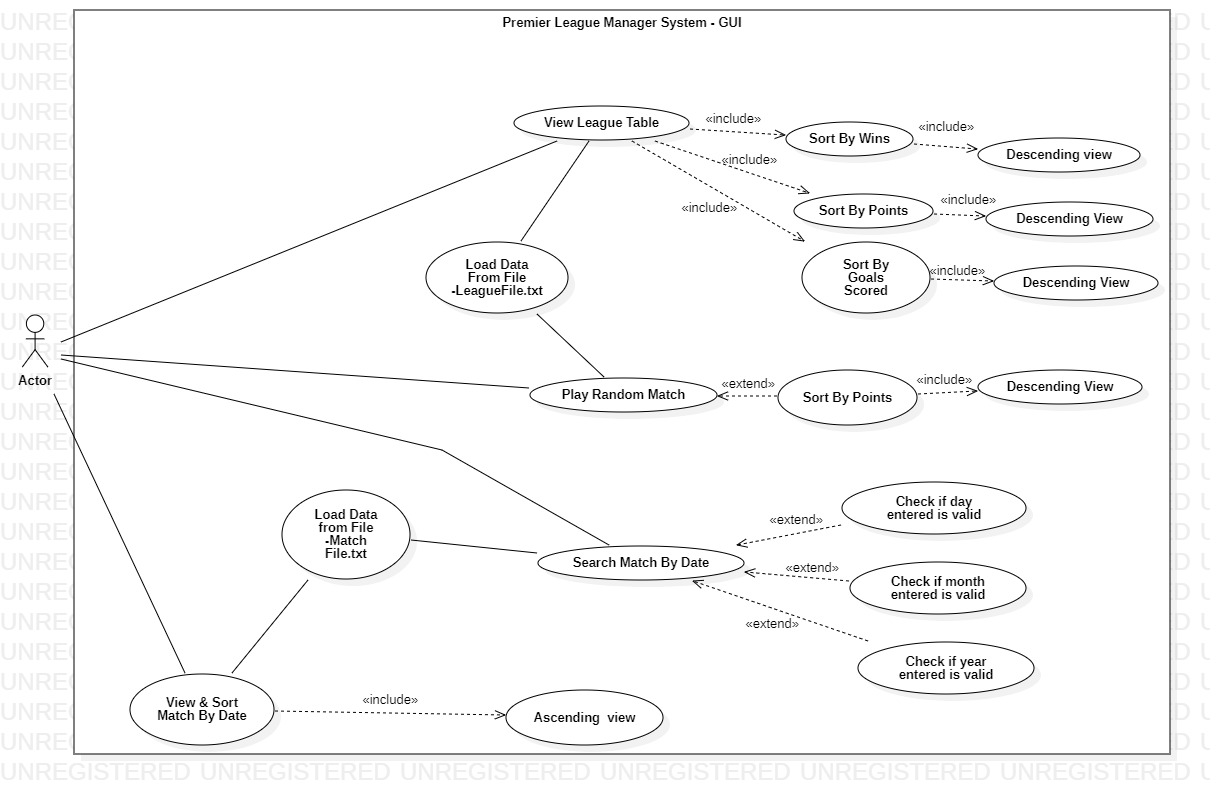 Premier League Manager System - GUI
View League Table
«include»
Sort By Wins
«include»
Descending view
«include»
Sort By Points
«include»
Descending View
«include»
Sort By
Goals
Scored
«include»
Descending View
Load Data
From File
-LeagueFile.txt
Actor
Play Random Match
«extend»
Sort By Points
«include»
Descending View
Load Data
from File
-Match
File.txt
Search Match By Date
«extend»
Check if day
entered is valid
«extend»
Check if month
entered is valid
«extend»
Check if year
entered is valid
View & Sort
Match By Date
«include»
Ascending  view
UNREGISTERED UNREGISTERED UNREGISTERED UNREGISTERED UNREGISTERED UNREGISTERED U